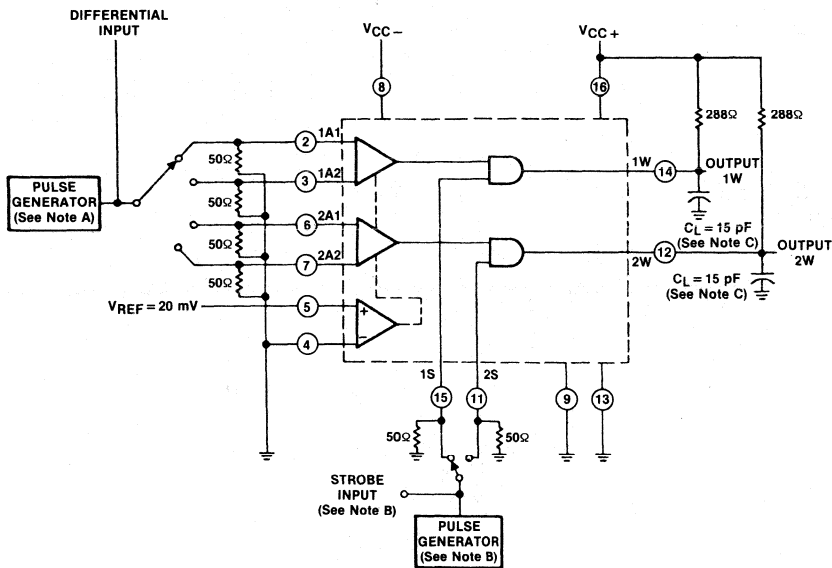 DIFFERENTIAL
INPUT
VCC−
VCC+
8
16
288Ω
288Ω
50Ω
2
1A1
1W
14
OUTPUT
1W
PULSE
GENERATOR
(See Note A)
50Ω
3
1A2
CL = 15 pF
(See Note C)
50Ω
6
2A1
12
2W
OUTPUT
2W
50Ω
7
2A2
CL = 15 pF
(See Note C)
VREF = 20 mV
5
+
4
−
1S
2S
15
11
9
13
50Ω
50Ω
STROBE
INPUT
(See Note B)
PULSE
GENERATOR
(See Note B)